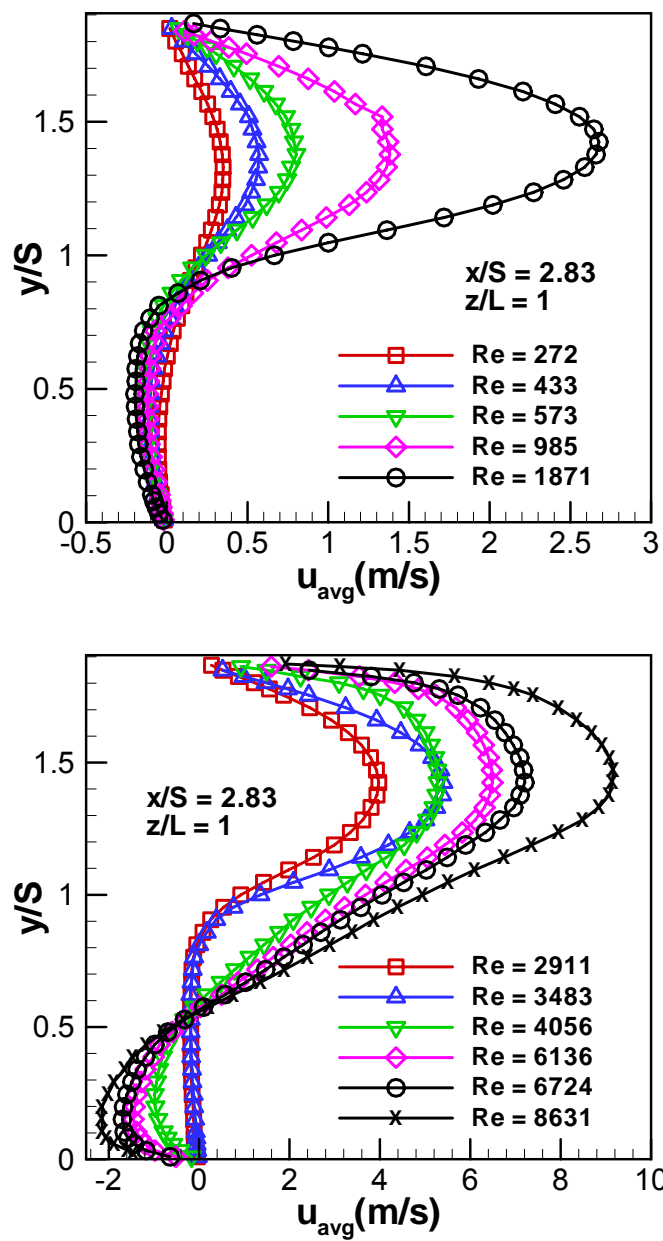 y/S
1.5
1
0.5
0
x/S = 2.83
z/L = 1
Re = 272
Re = 433
Re = 573
Re = 985
Re = 1871
-0.5 0 0.5 1 1.5 2 2.5 3
u_avg(m/s)
y/S
1.5
1
0.5
0
x/S = 2.83
z/L = 1
Re = 2911
Re = 3483
Re = 4056
Re = 6136
Re = 6724
Re = 8631
-2 0 2 4 6 8 10
u_avg(m/s)